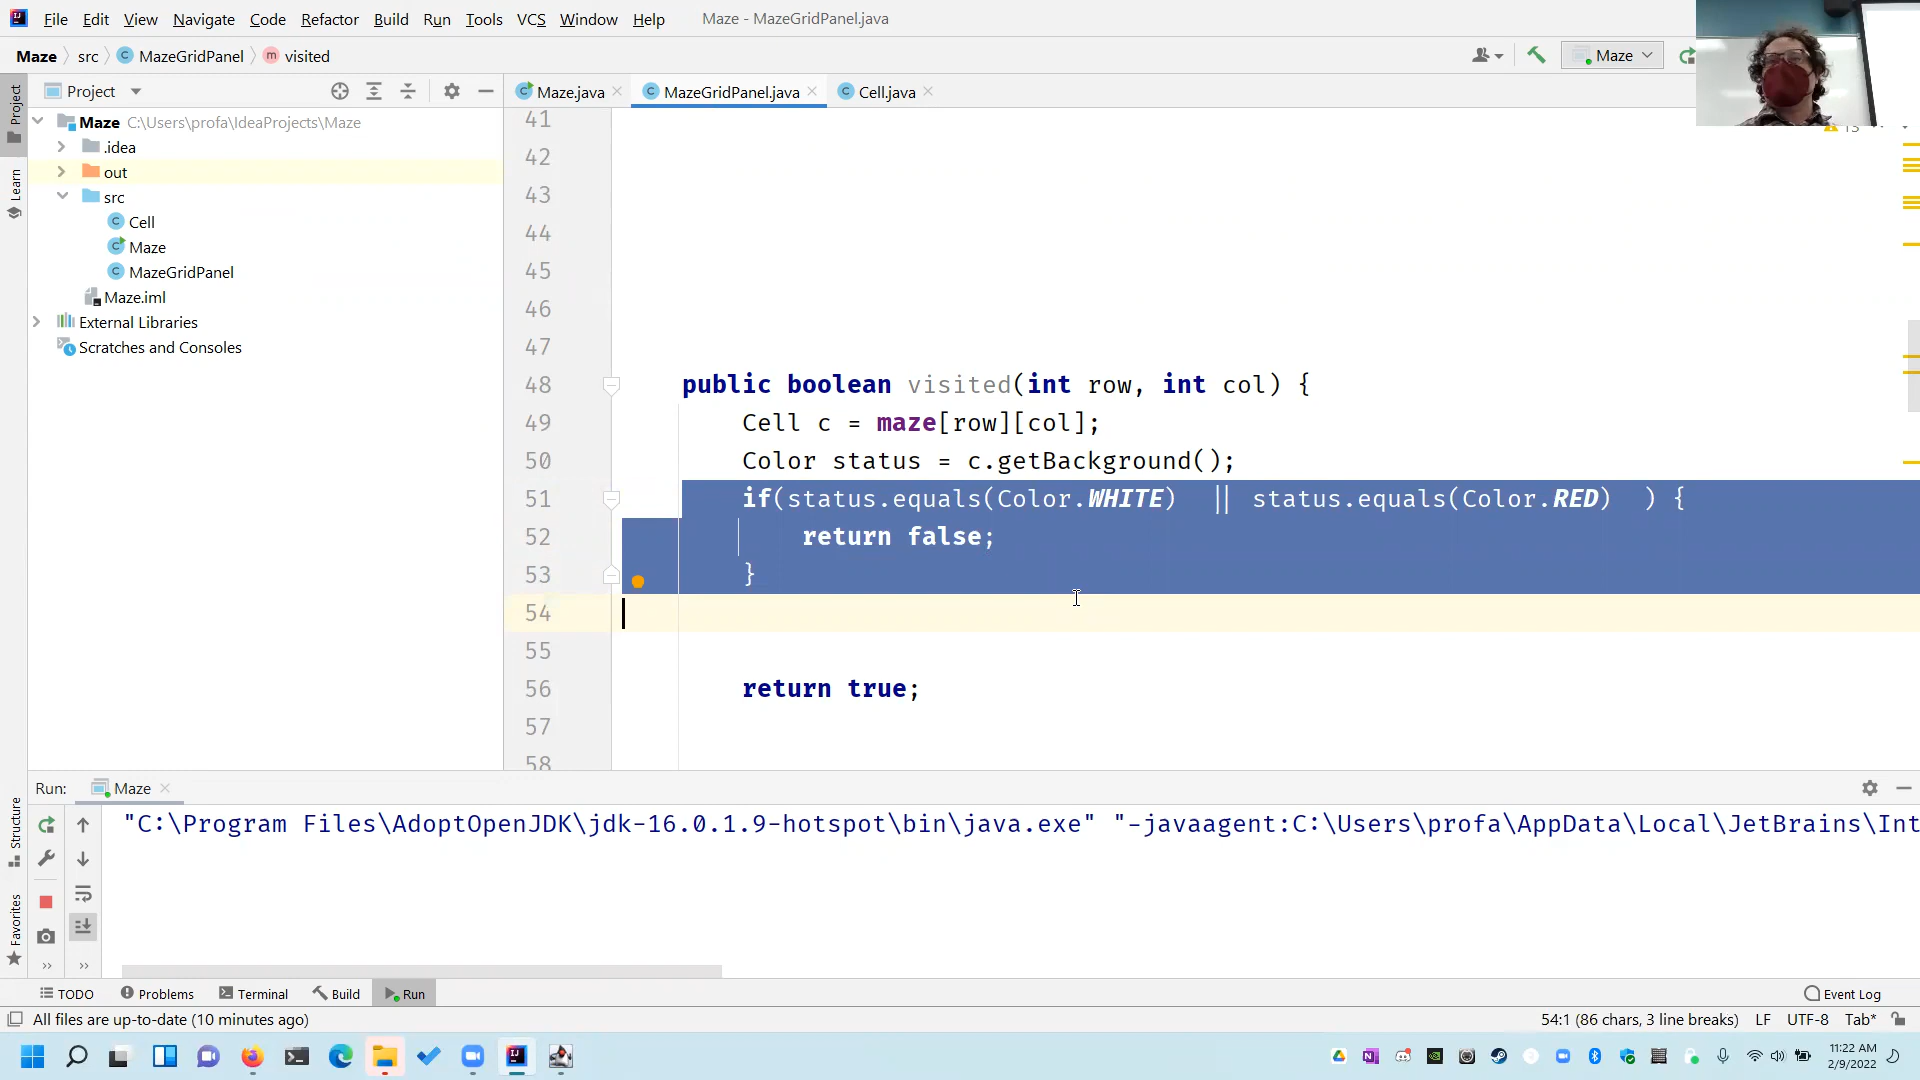 File Edit View Navigate Code Refactor Build Run Tools VCS Window Help Maze - MazeGridPanel.java
Maze src MazeGridPanel visited Maze
Project Maze.java MazeGridPanel.java Cell.java
Maze C:\Users\profa\IdeaProjects\Maze
.idea
out
src
Cell
Maze
MazeGridPanel
Maze.iml
External Libraries
Scratches and Consoles
Project
Learn
Structure
Favorites
41
42
43
44
45
46
47
48 public boolean visited(int row, int col) {
49 Cell c = maze[row][col];
50 Color status = c.getBackground();
51 if(status.equals(Color.WHITE) || status.equals(Color.RED) ) {
52 return false;
53 }
54
55
56 return true;
57
58
Run: Maze
"C:\Program Files\AdoptOpenJDK\jdk-16.0.1.9-hotspot\bin\java.exe" "-javaagent:C:\Users\profa\AppData\Local\JetBrains\Int
TODO Problems Terminal Build Run Event Log
All files are up-to-date (10 minutes ago) 54:1 (86 chars, 3 line breaks) LF UTF-8 Tab*
11:22 AM
2/9/2022